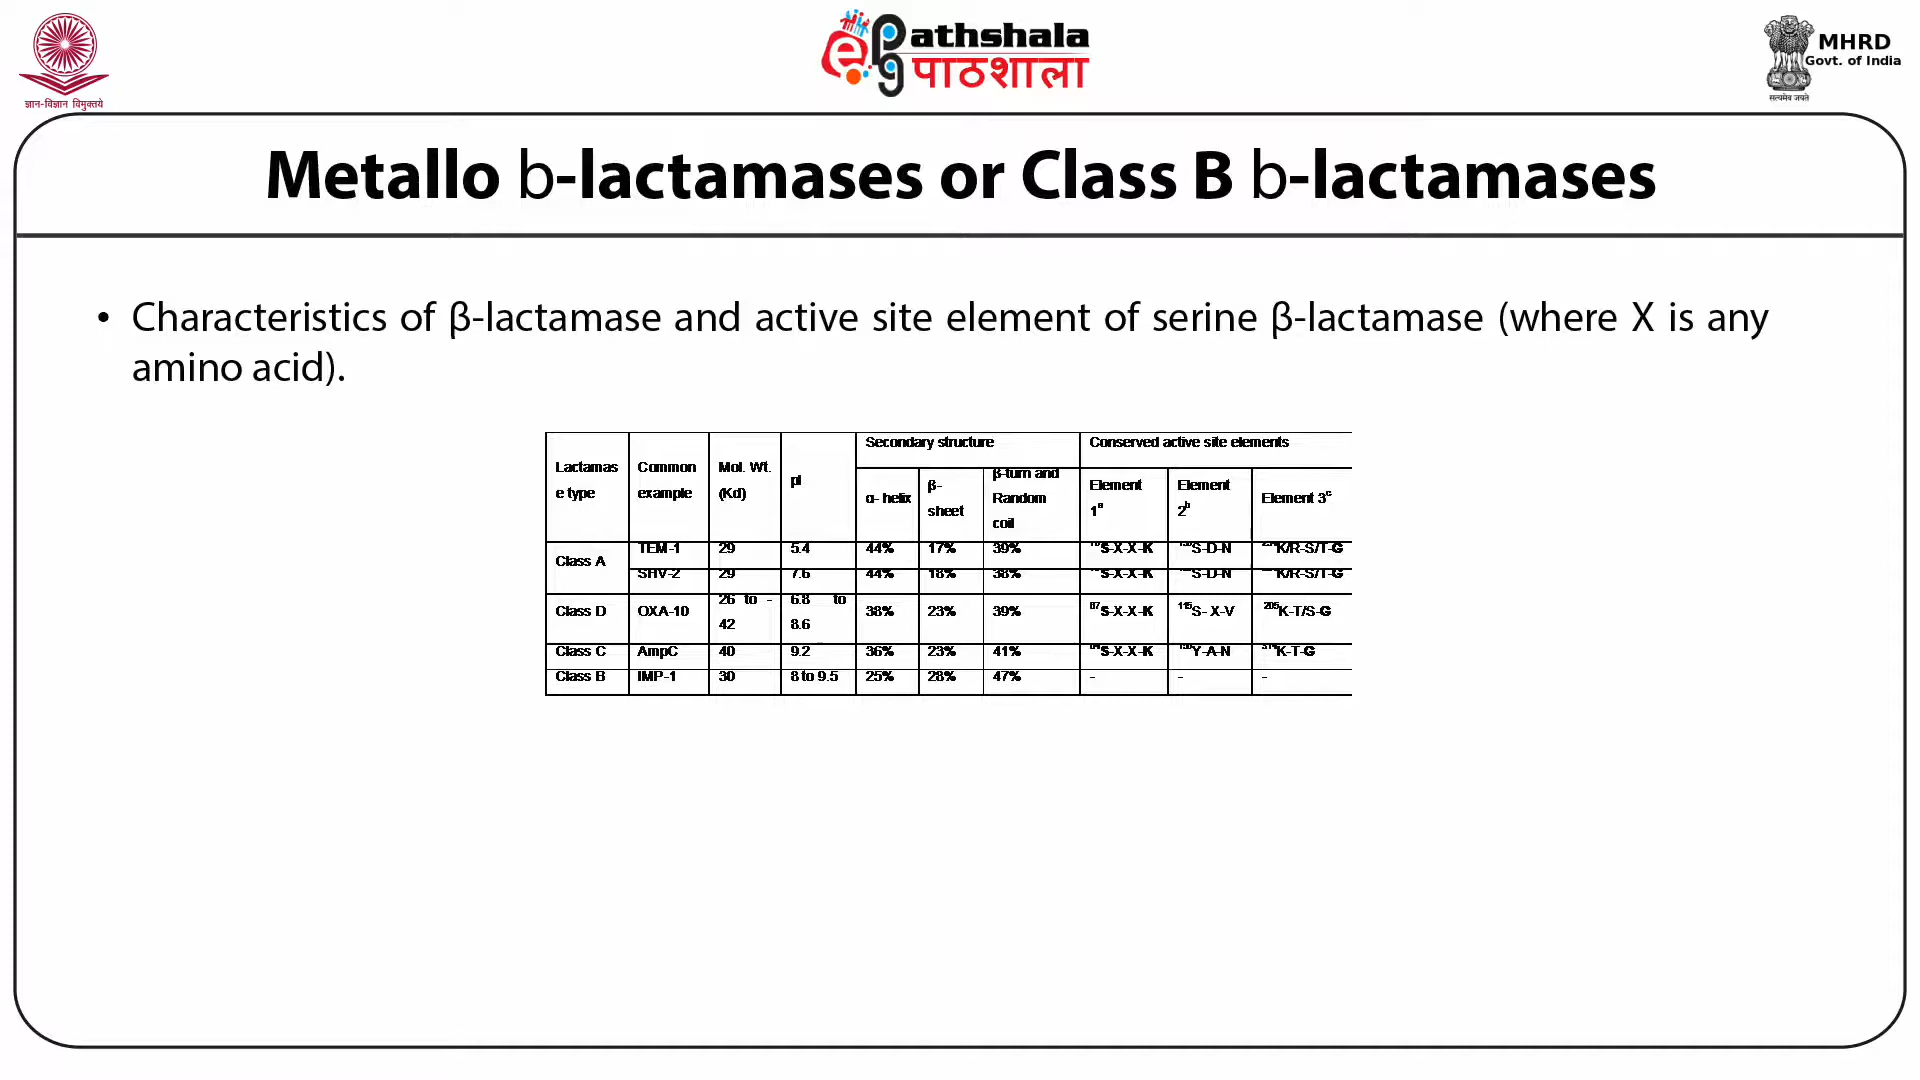 ज्ञान-विज्ञान विमुक्तये
ePathshala
पाठशाला
MHRD
Govt. of India
सत्यमेव जयते
Metallo b-lactamases or Class B b-lactamases
• Characteristics of β-lactamase and active site element of serine β-lactamase (where X is any
amino acid).
Secondary structure Conserved active site elements
Lactamas
e type
Common
example
Mol. Wt.
(Kd)
pI
α- helix
β-
sheet
β-turn and
Random
coil
Element
1a
Element
2b
Element 3c
Class A
TEM-1 29 5.4 44% 17% 39% S-X-X-K S-D-N K/R-S/T-G
SHV-2 29 7.6 44% 18% 38% S-X-X-K S-D-N K/R-S/T-G
Class D OXA-10 26 to -
42
6.8 to
8.6
38% 23% 39% 67S-X-X-K 115S- X-V 205K-T/S-G
Class C AmpC 40 9.2 36% 23% 41% S-X-X-K Y-A-N K-T-G
Class B IMP-1 30 8 to 9.5 25% 28% 47% - - -